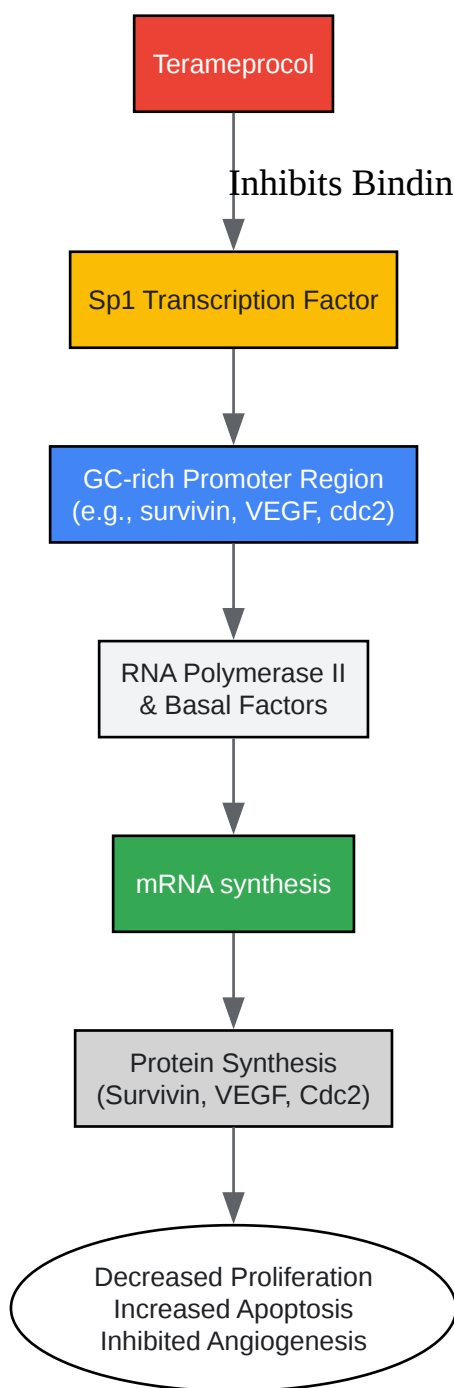 Terameprocol
Inhibits Bindin
Sp1 Transcription Factor
GC-rich Promoter Region
(e.g., survivin, VEGF, cdc2)
RNA Polymerase II
& Basal Factors
mRNA synthesis
Protein Synthesis
(Survivin, VEGF, Cdc2)
Decreased Proliferation
Increased Apoptosis
Inhibited Angiogenesis